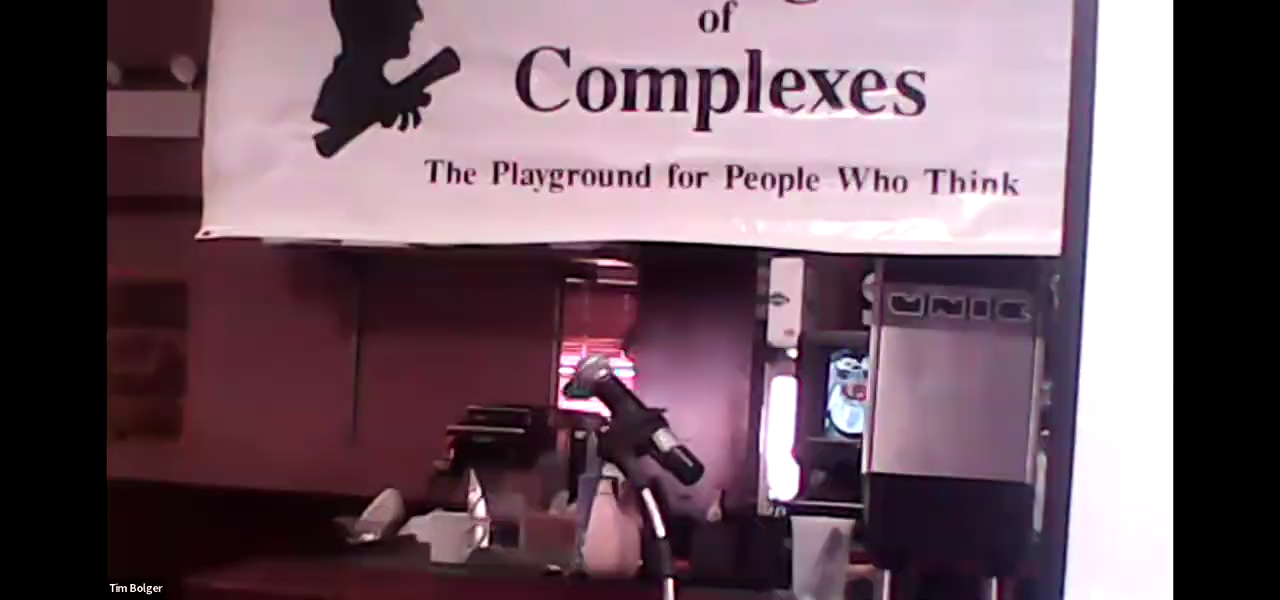 of
Complexes
The Playground for People Who Think
UNIC
Tim Bolger